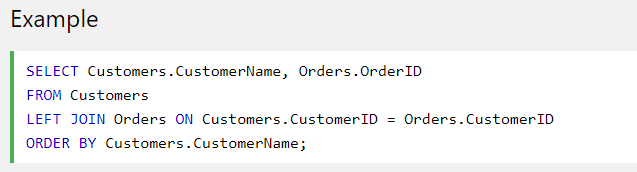 Example
SELECT Customers.CustomerName, Orders.OrderID
FROM Customers
LEFT JOIN Orders ON Customers.CustomerID = Orders.CustomerID
ORDER BY Customers.CustomerName;